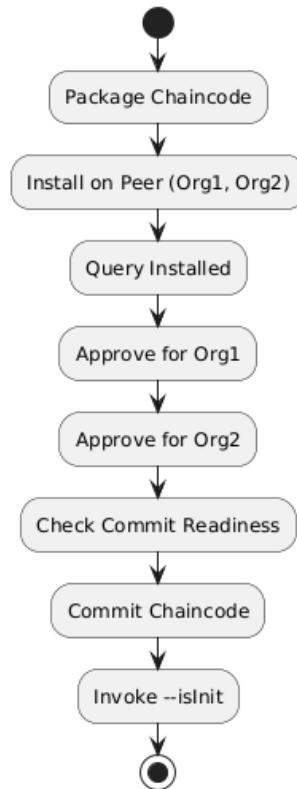 Package Chaincode
Install on Peer (Org1, Org2)
Query Installed
Approve for Org1
Approve for Org2
Check Commit Readiness
Commit Chaincode
Invoke --isInit